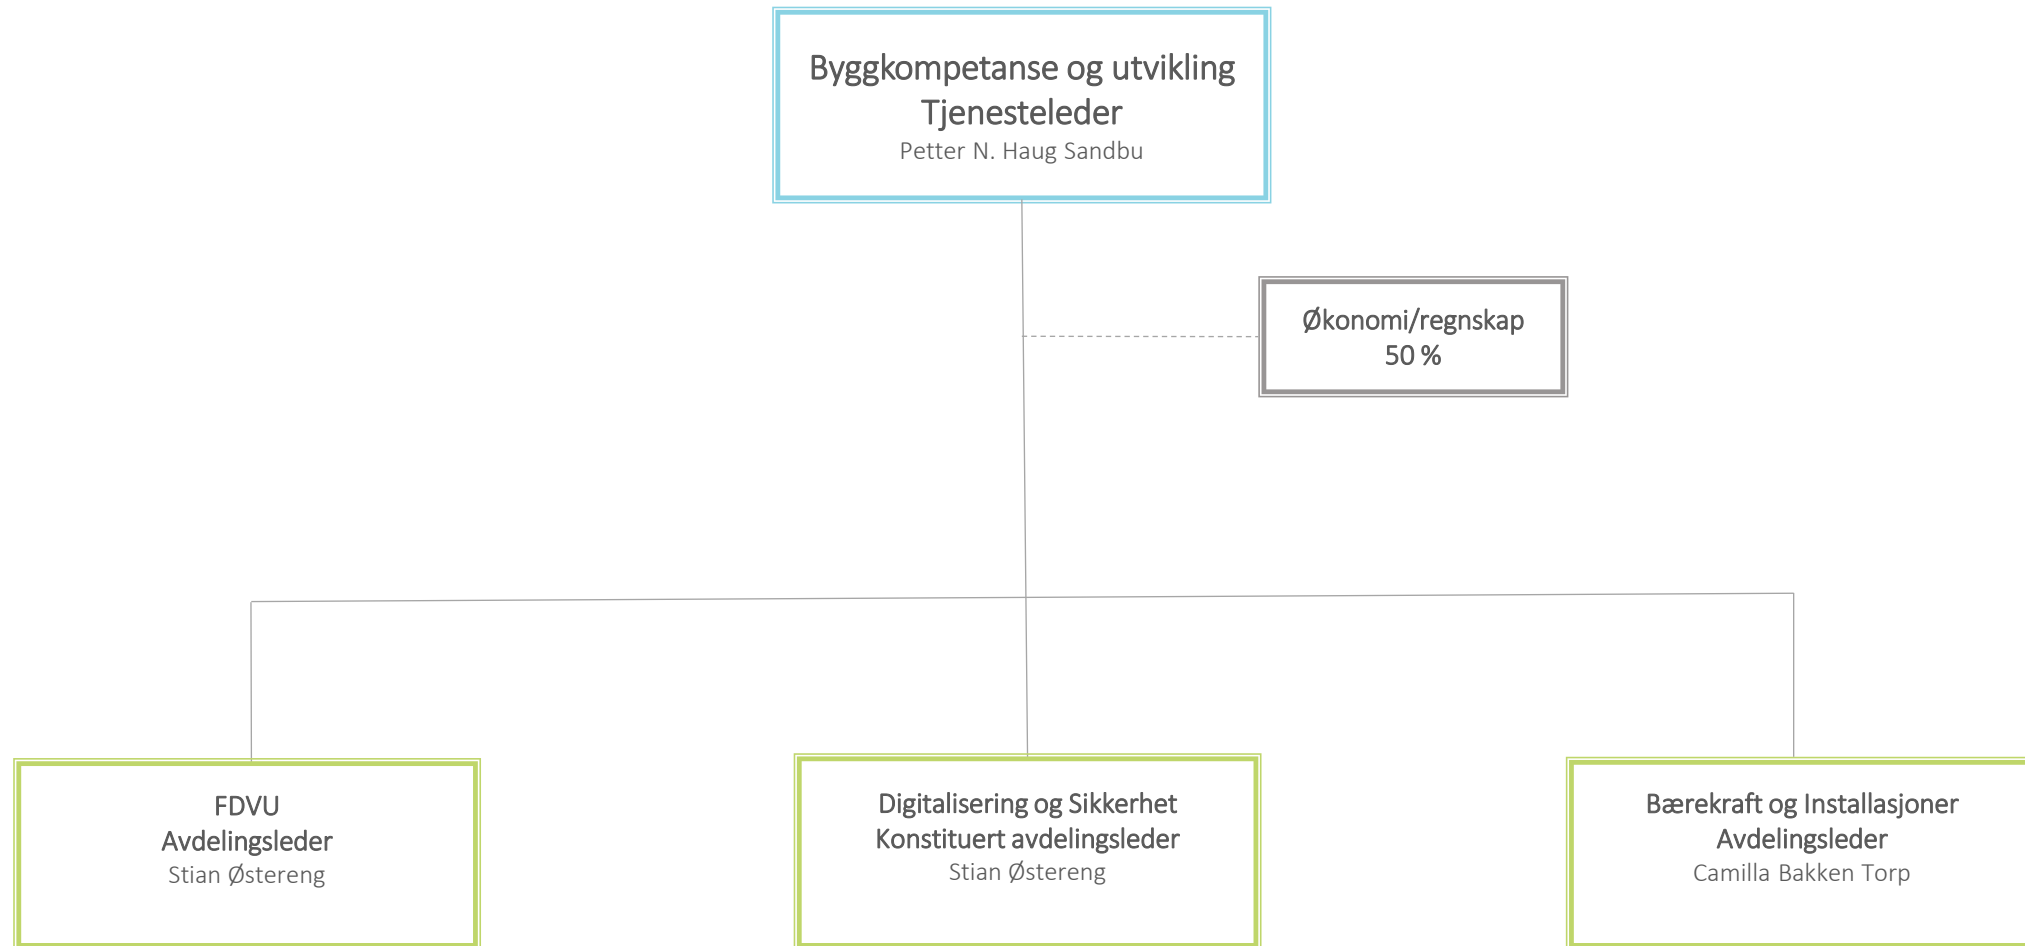 Byggkompetanse og utvikling
Tjenesteleder
Petter N. Haug Sandbu
Økonomi/regnskap
50 %
FDVU
Avdelingsleder
Stian Østereng
Digitalisering og Sikkerhet
Konstituert avdelingsleder
Stian Østereng
Bærekraft og Installasjoner
Avdelingsleder
Camilla Bakken Torp